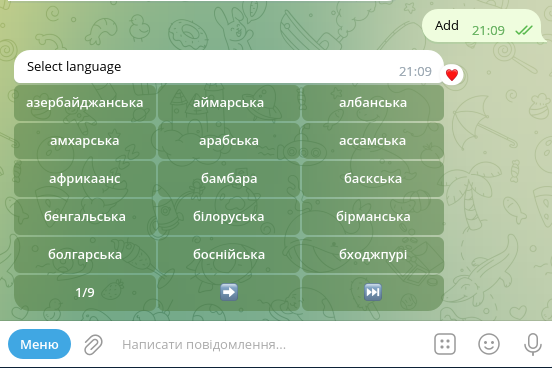 Add 21:09
Select language 21:09
азербайджанська аймарська албанська
амхарська арабська ассамська
африкаанс бамбара баскська
бенгальська білоруська бірманська
болгарська боснійська бходжпурі
1/9
Меню Написати повідомлення...